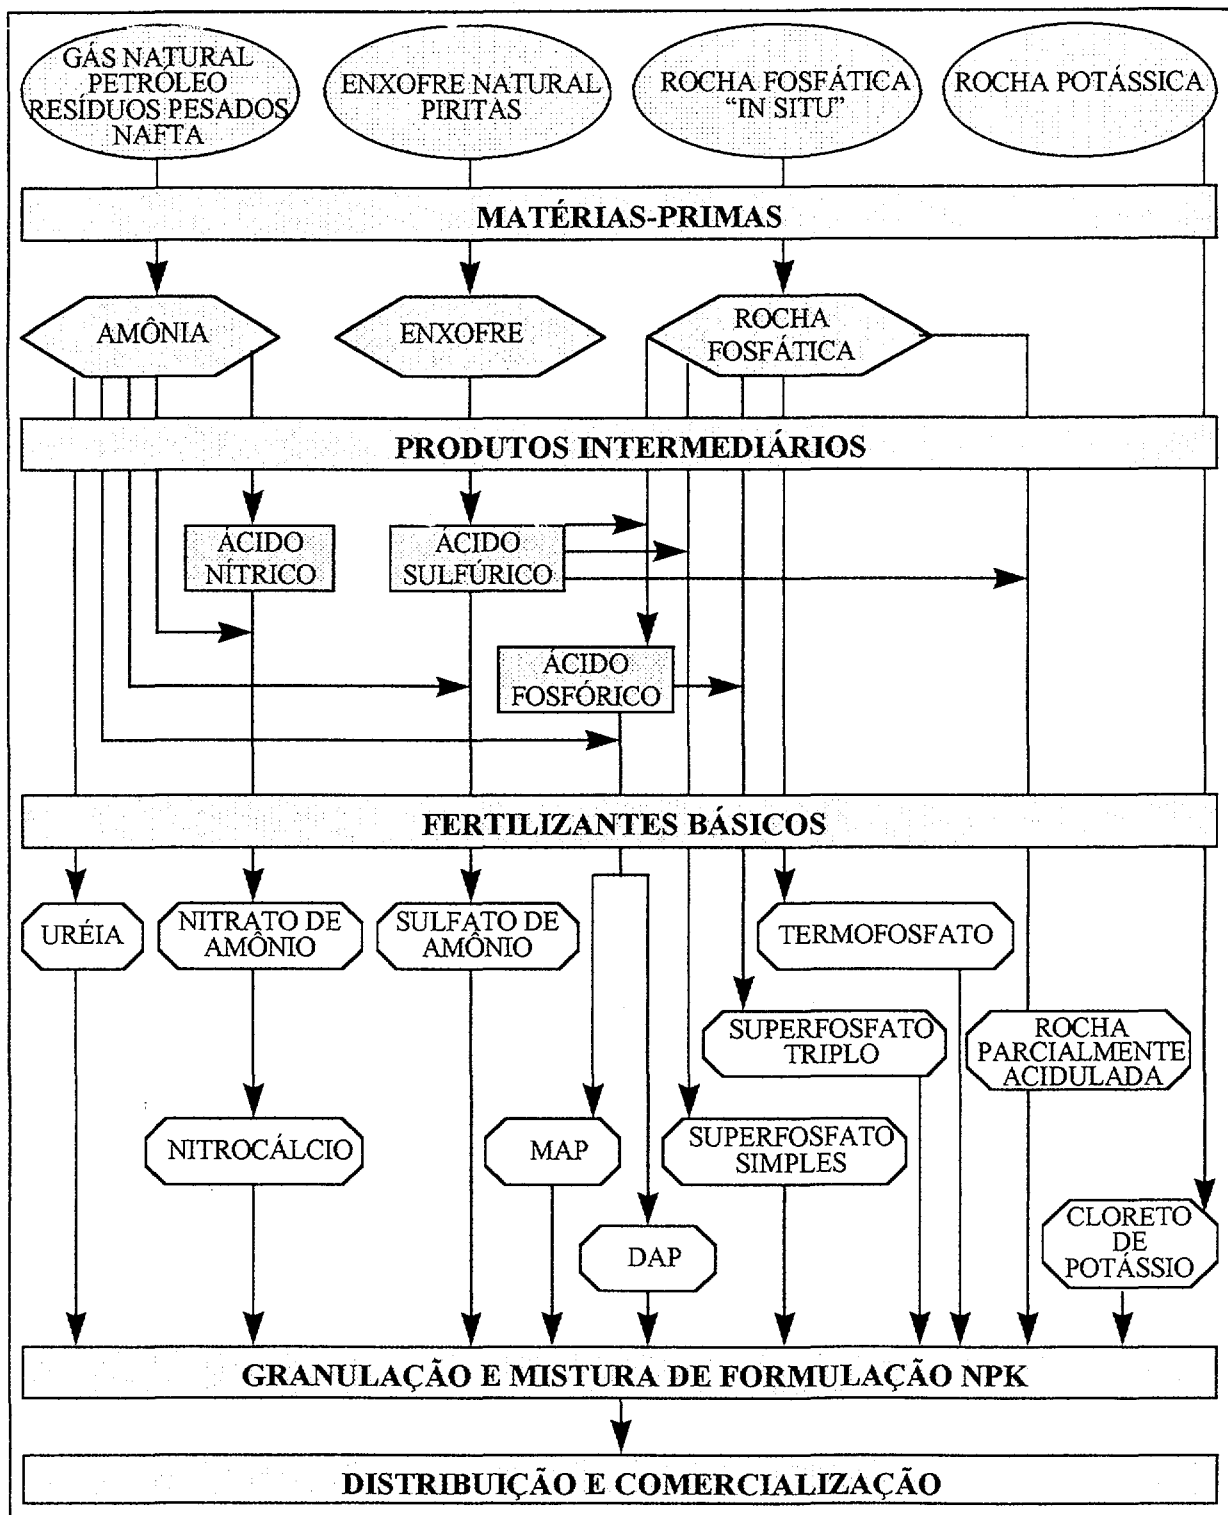 GÁS NATURAL
PETRÓLEO
RESÍDUOS PESADOS
NAFTA
ENXOFRE NATURAL
PIRITAS
ROCHA FOSFÁTICA
“IN SITU”
ROCHA POTÁSSICA
MATÉRIAS-PRIMAS
AMÔNIA
ENXOFRE
ROCHA
FOSFÁTICA
PRODUTOS INTERMEDIÁRIOS
ÁCIDO
NÍTRICO
ÁCIDO
SULFÚRICO
ÁCIDO
FOSFÓRICO
FERTILIZANTES BÁSICOS
URÉIA
NITRATO DE
AMÔNIO
SULFATO DE
AMÔNIO
TERMOFOSFATO
SUPERFOSFATO
TRIPLO
ROCHA
PARCIALMENTE
ACIDULADA
NITROCÁLCIO
MAP
SUPERFOSFATO
SIMPLES
DAP
CLORETO
DE
POTÁSSIO
GRANULAÇÃO E MISTURA DE FORMULAÇÃO NPK
DISTRIBUIÇÃO E COMERCIALIZAÇÃO